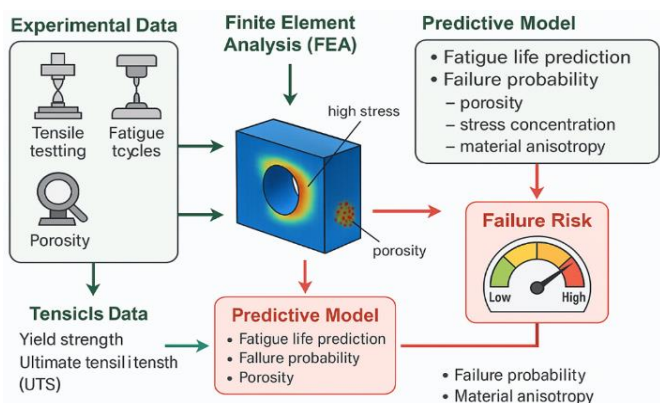 Experimental Data
Tensile
testting
Fatigue
tcycles
Porosity
Finite Element
Analysis (FEA)
high stress
porosity
Predictive Model
• Fatigue life prediction
• Failure probability
– porosity
– stress concentration
– material anisotropy
Failure Risk
Low
High
Tensicls Data
Yield strength
Ultimate tensili tensth
(UTS)
Predictive Model
• Fatigue life prediction
• Fallure probability
• Porosity
• Failure probability
• Material anisotropy